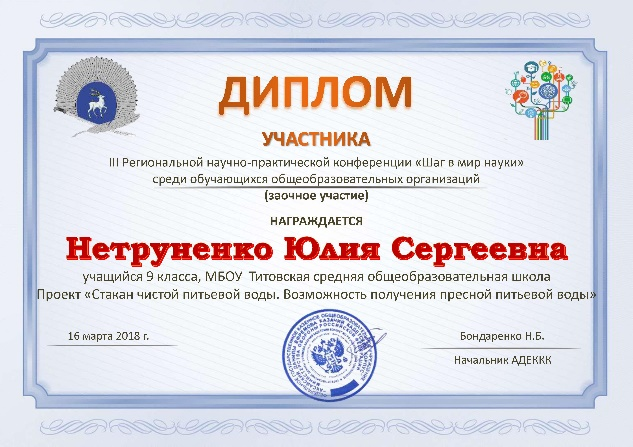 ДИПЛОМ
УЧАСТНИКА
III Региональной научно-практической конференции «Шаг в мир науки»
среди обучающихся общеобразовательных организаций
(заочное участие)
НАГРАЖДАЕТСЯ
Нетруненко Юлия Сергеевна
учащийся 9 класса, МБОУ Титовская средняя общеобразовательная школа
Проект «Стакан чистой питьевой воды. Возможность получения пресной питьевой воды»
16 марта 2018 г.
Бондаренко Н.Б.
Начальник АДЕККК